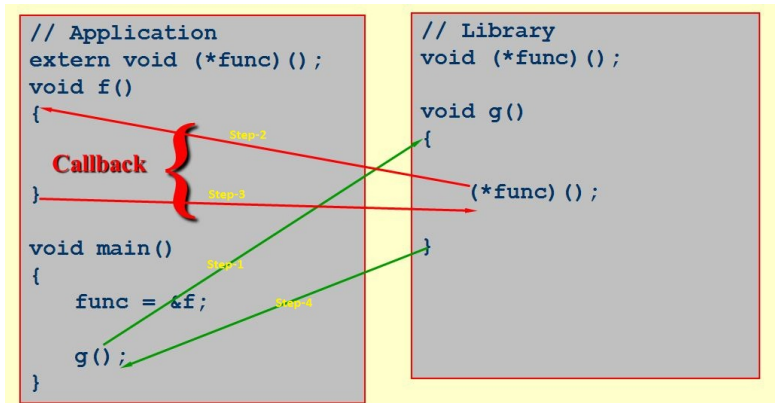 // Application
extern void (*func)();
void f()
{
Step-2
Callback
}
Step-3
void main()
Step-1
{
func = &f;
Step-4
g();
}
// Library
void (*func)();
void g()
{
(*func)();
}